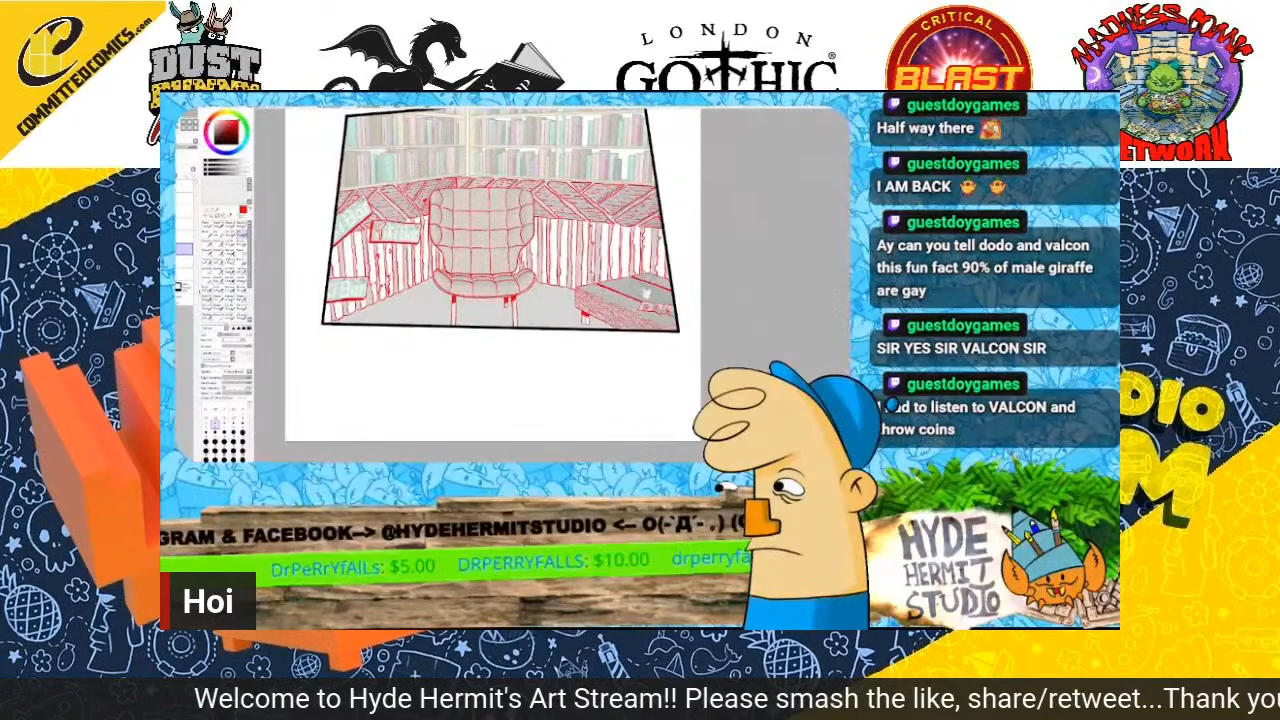 COMMITTEDCOMICS.com
DUST
LONDON
GOTHIC
CRITICAL
BLAST
MADNESS COMIC
NETWORK
guestdoygames
Half way there
guestdoygames
I AM BACK
guestdoygames
Ay can you tell dodo and valcon
this fun fact 90% of male giraffe
are gay
guestdoygames
SIR YES SIR VALCON SIR
guestdoygames
to listen to VALCON and
throw coins
GRAM & FACEBOOK--> @HYDEHERMITSTUDIO <--
DrPeRrYfAlLs: $5.00 DRPERRYFALLS: $10.00 drperryfa
HYDE
HERMIT
STUDIO
Hoi
Welcome to Hyde Hermit's Art Stream!! Please smash the like, share/retweet...Thank you